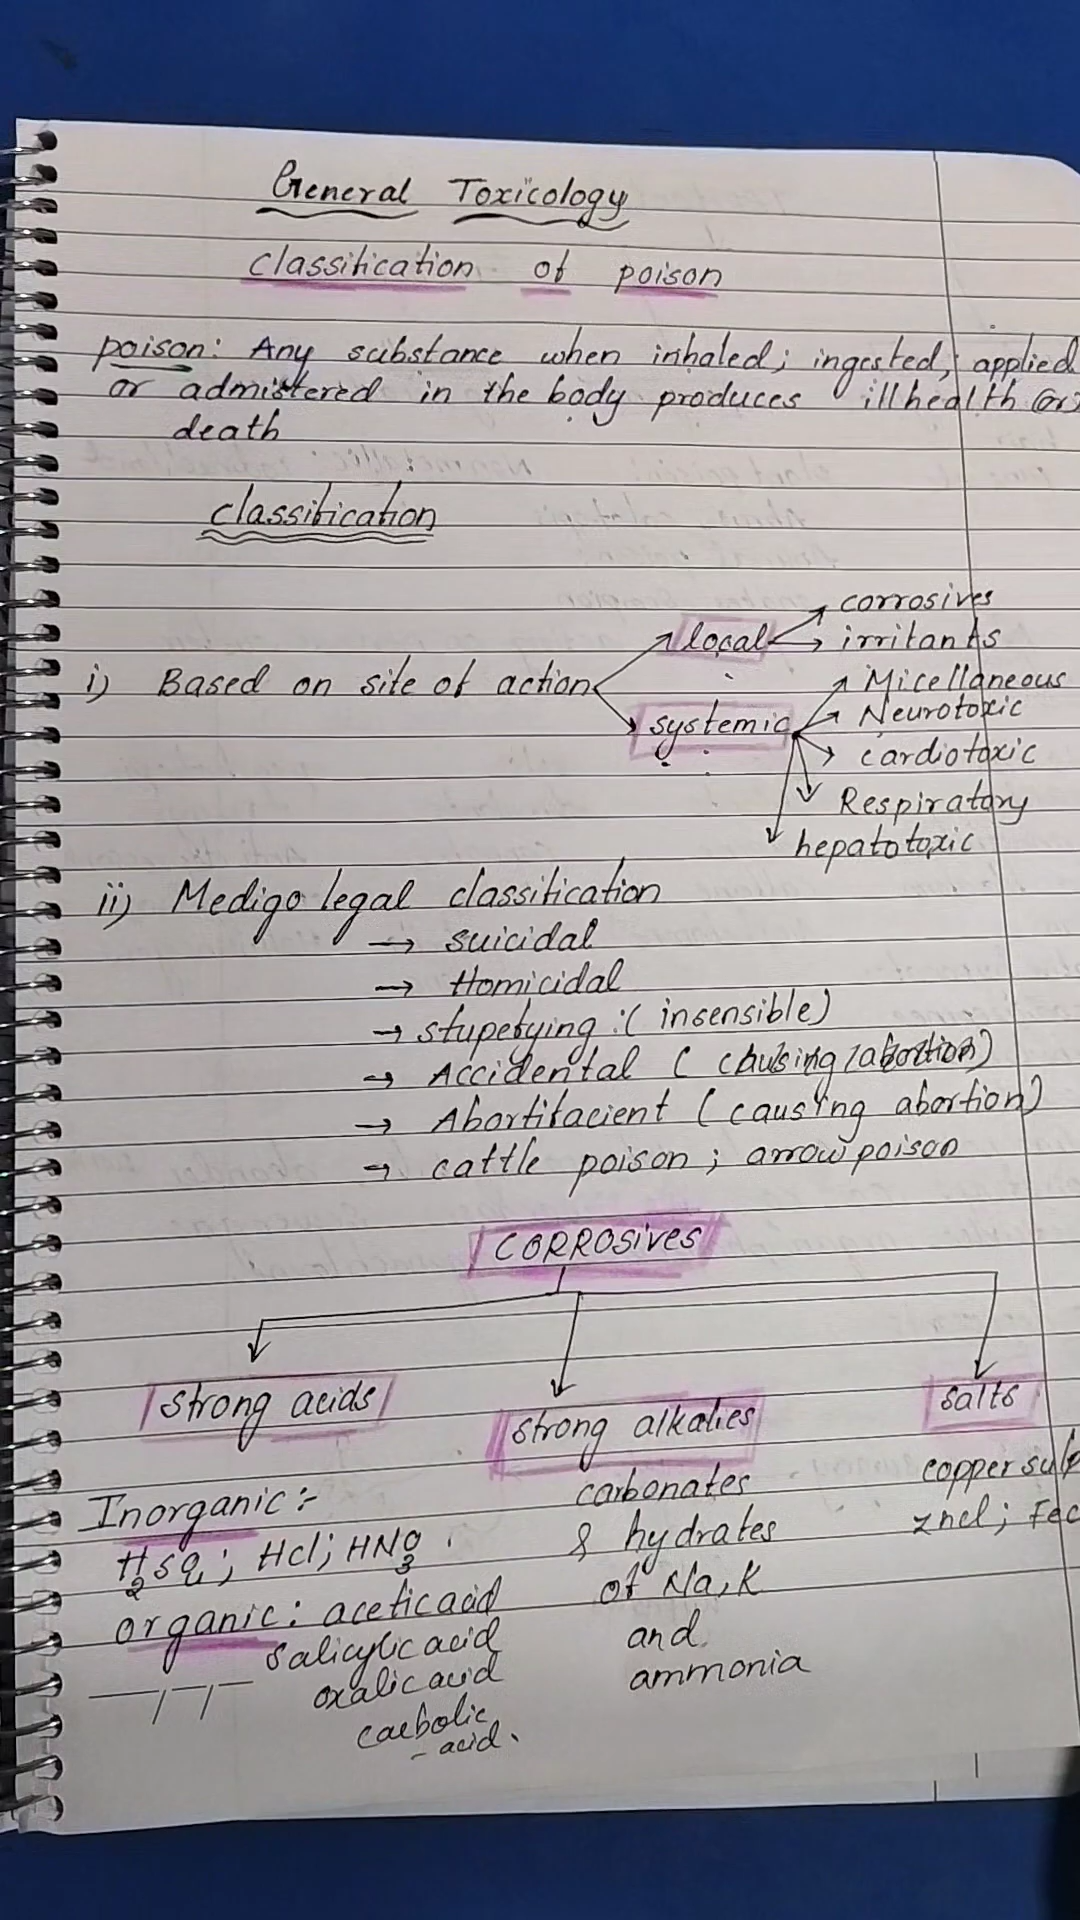 General Toxicology
classification of poison
poison: Any substance when inhaled; ingested; applied
or admistered in the body produces illhealth (or)
death
classification
corrosives
local
irritants
i) Based on site of action
Micellaneous
systemic
Neurotoxic
cardiotoxic
Respiratory
hepatotoxic
ii) Medigo legal classification
→ suicidal
→ Homicidal
→ stupefying :( insensible)
→ Accidental ( causing abortion)
→ Abortifacient ( causing abortion)
→ cattle poison ; arrow poison
CORROSIVES
strong acids
strong alkalies
salts
Inorganic :-
H2SO4; HCl; HNO3
organic: acetic acid
salicylic acid
oxalic acid
carbolic
- acid.
carbonates
& hydrates
of Na, K
and
ammonia
copper
zncl;